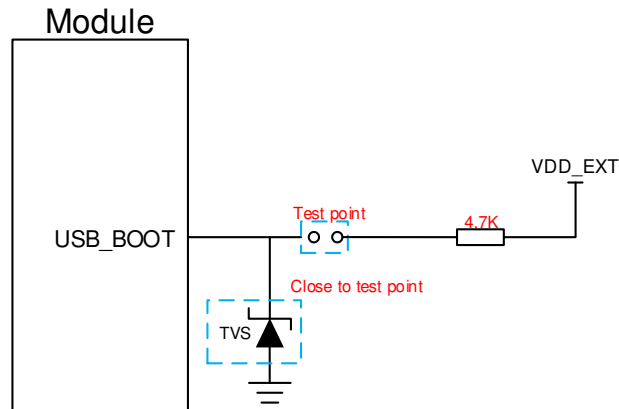 Module
VDD_EXT
Test point
4.7K
USB_BOOT
Close to test point
TVS